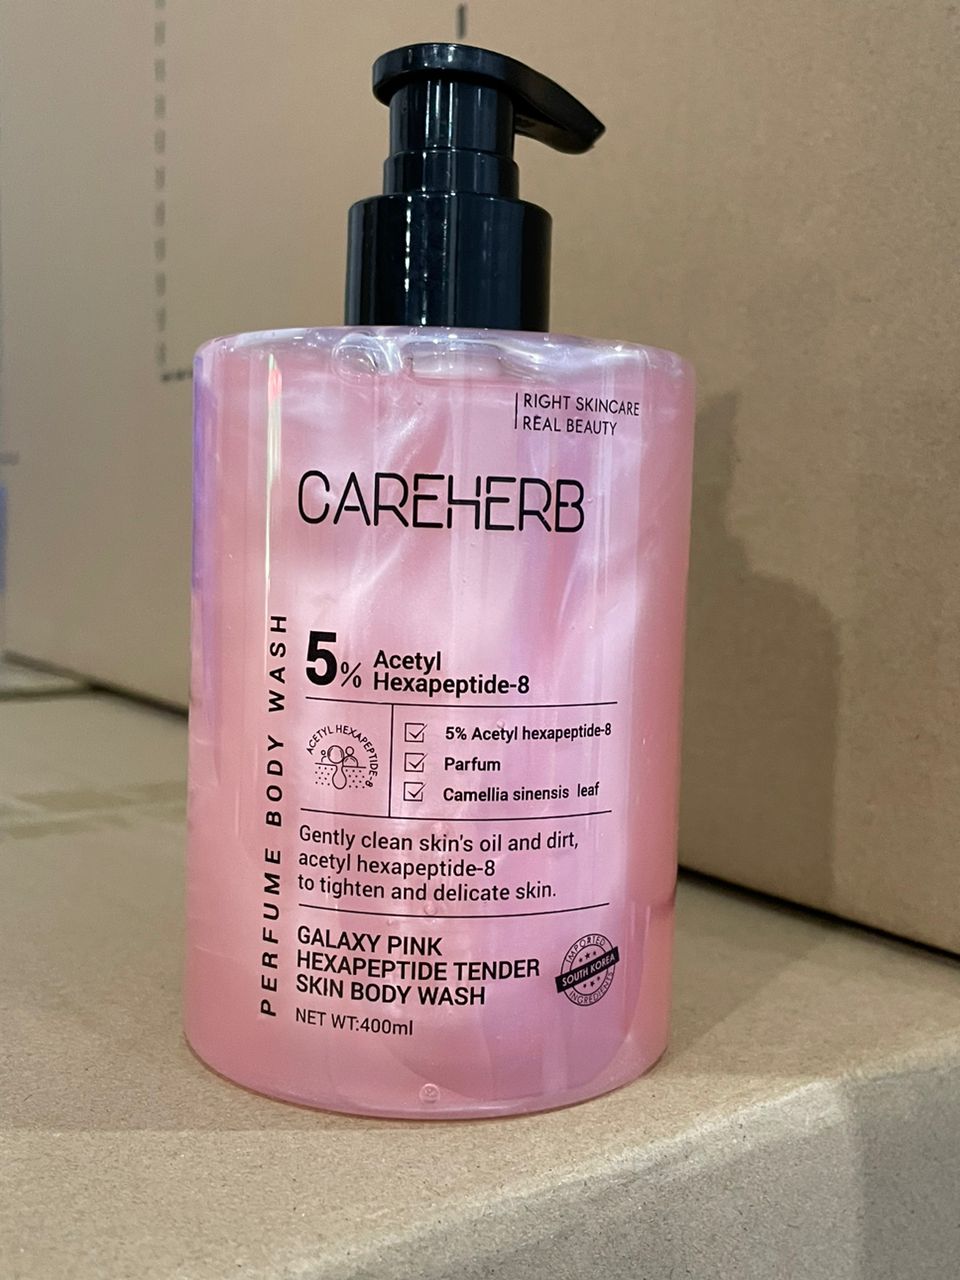 RIGHT SKINCARE
REAL BEAUTY
CAREHERB
PERFUME BODY WASH
5% Acetyl
Hexapeptide-8
ACETYL HEXAPEPTIDE-8
5% Acetyl hexapeptide-8
Parfum
Camellia sinensis leaf
Gently clean skin's oil and dirt,
acetyl hexapeptide-8
to tighten and delicate skin.
GALAXY PINK
HEXAPEPTIDE TENDER
SKIN BODY WASH
NET WT:400ml
IMPORTED
SOUTH KOREA
INGREDIENTS